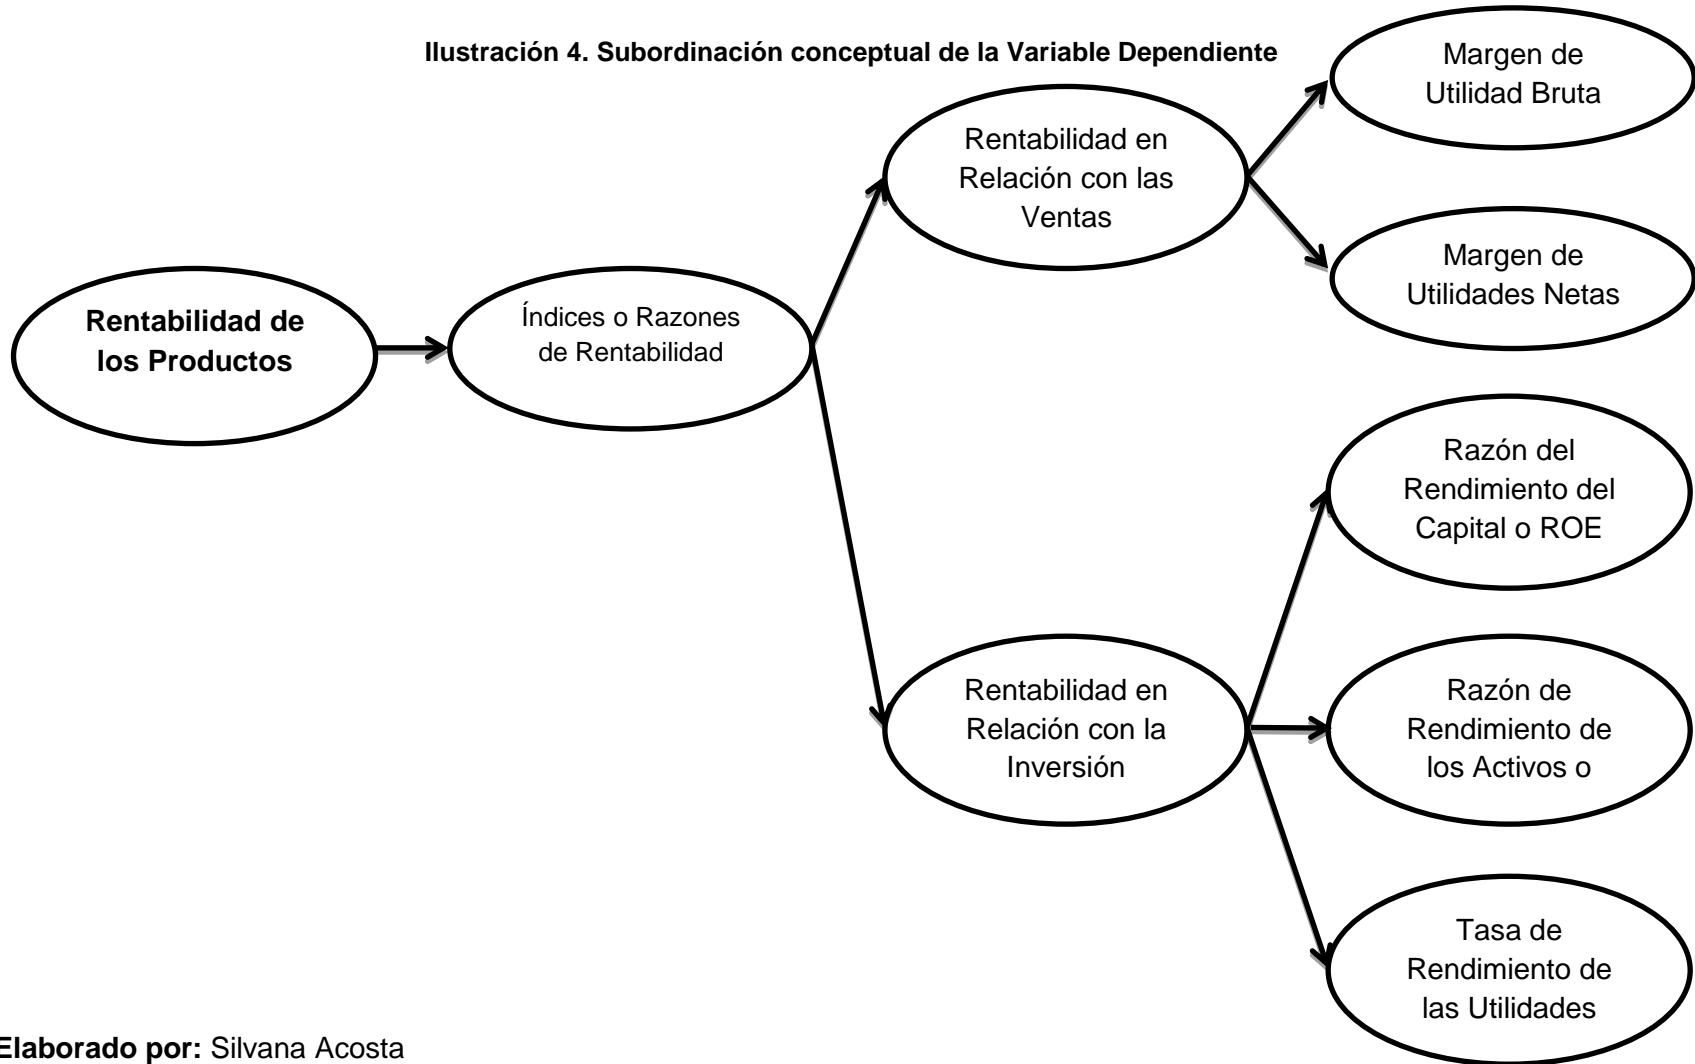 Ilustración 4. Subordinación conceptual de la Variable Dependiente
Rentabilidad de
los Productos
Índices o Razones
de Rentabilidad
Rentabilidad en
Relación con las
Ventas
Margen de
Utilidad Bruta
Margen de
Utilidades Netas
Rentabilidad en
Relación con la
Inversión
Razón del
Rendimiento del
Capital o ROE
Razón de
Rendimiento de
los Activos o
Tasa de
Rendimiento de
las Utilidades
Elaborado por: Silvana Acosta